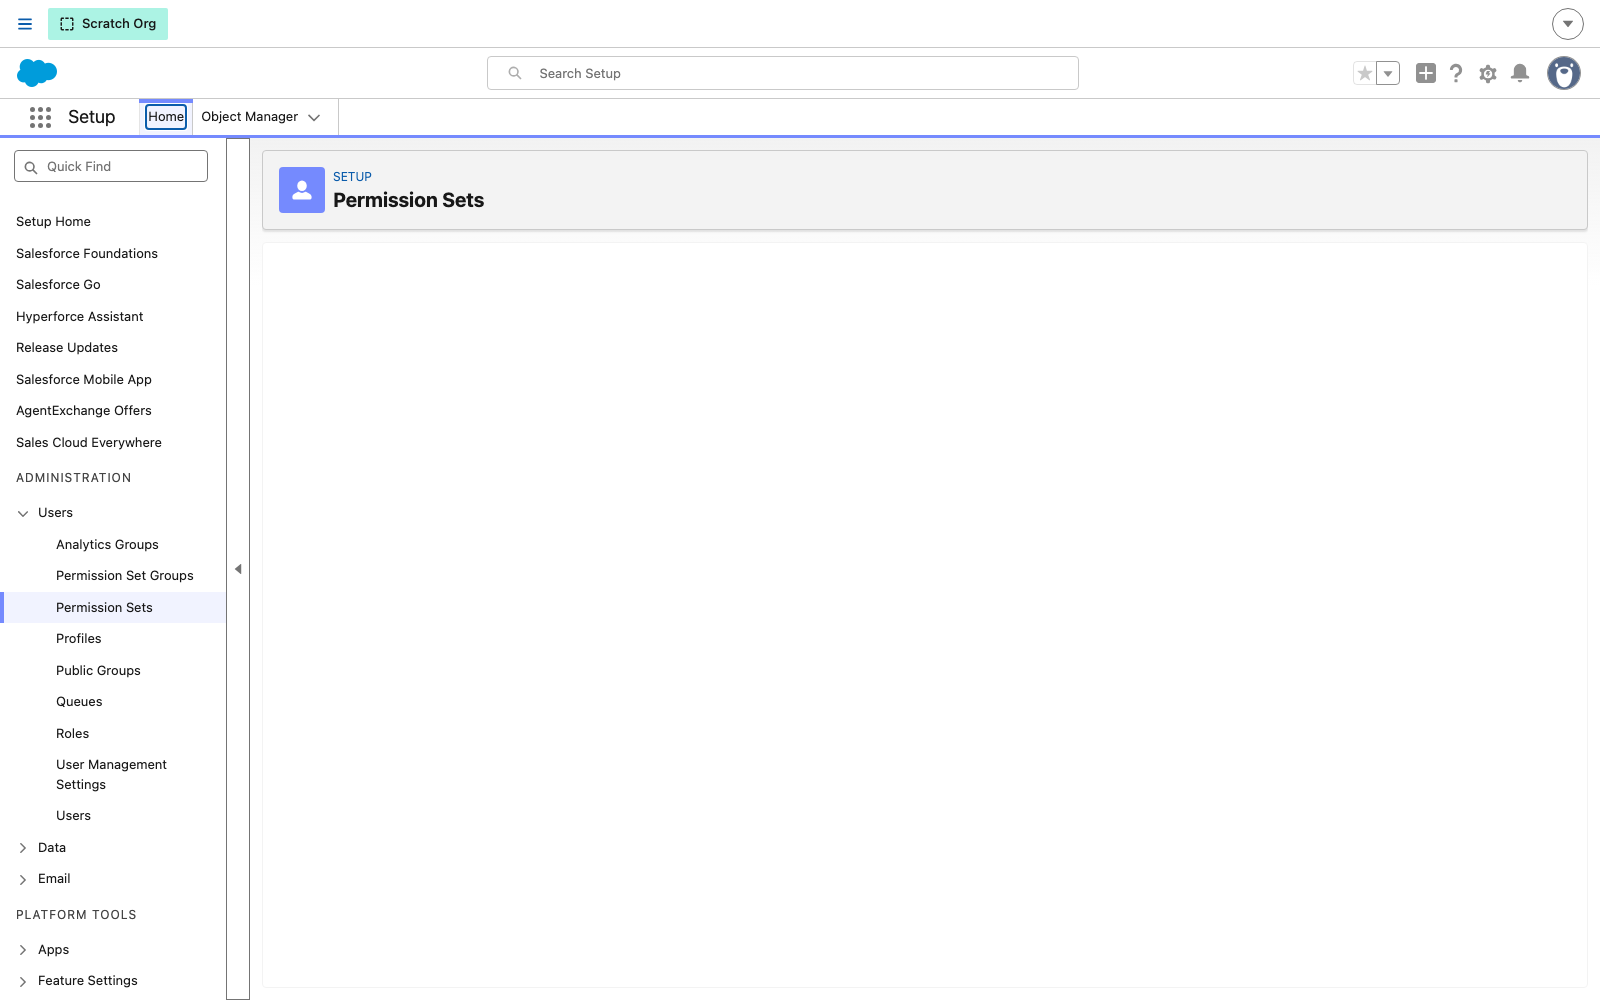 Scratch Org
Search Setup
Setup
Home
Object Manager
Quick Find
Setup Home
Salesforce Foundations
Salesforce Go
Hyperforce Assistant
Release Updates
Salesforce Mobile App
AgentExchange Offers
Sales Cloud Everywhere
ADMINISTRATION
Users
Analytics Groups
Permission Set Groups
Permission Sets
Profiles
Public Groups
Queues
Roles
User Management
Settings
Users
Data
Email
PLATFORM TOOLS
Apps
Feature Settings
SETUP
Permission Sets